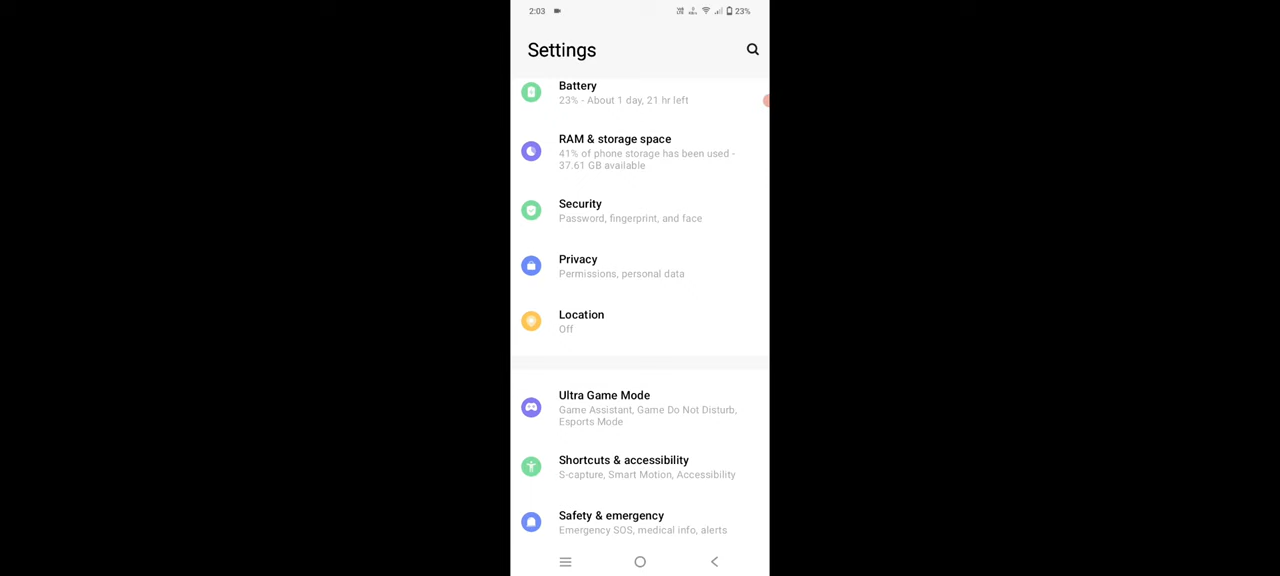 2:03 23%
Settings
Battery
23% - About 1 day, 21 hr left
RAM & storage space
41% of phone storage has been used -
37.61 GB available
Security
Password, fingerprint, and face
Privacy
Permissions, personal data
Location
Off
Ultra Game Mode
Game Assistant, Game Do Not Disturb,
Esports Mode
Shortcuts & accessibility
S-capture, Smart Motion, Accessibility
Safety & emergency
Emergency SOS, medical info, alerts